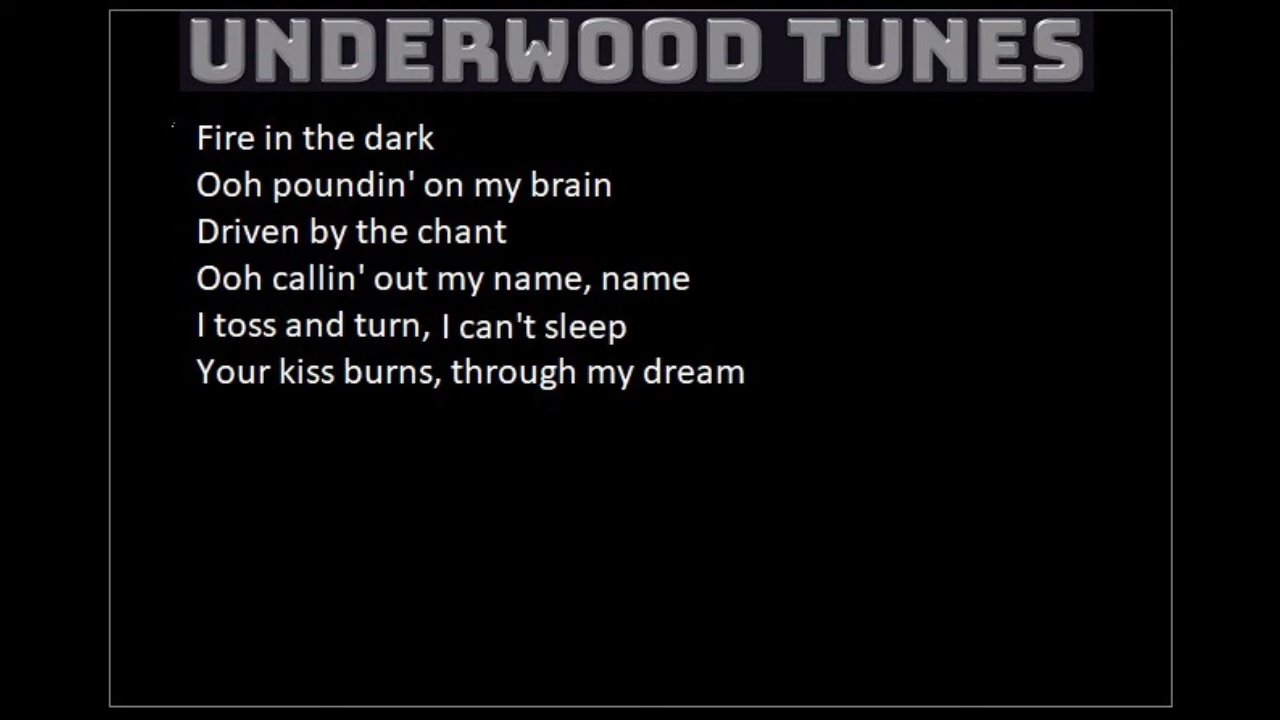 UNDERWOOD TUNES
Fire in the dark
Ooh poundin' on my brain
Driven by the chant
Ooh callin' out my name, name
I toss and turn, I can't sleep
Your kiss burns, through my dream